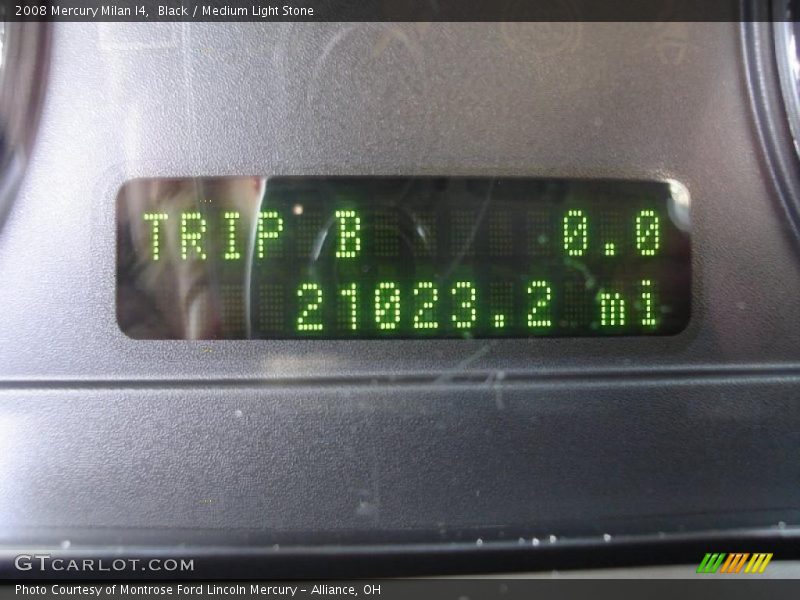 2008 Mercury Milan I4,  Black / Medium Light Stone
TRIP B 0.0
21023.2 mi
GTCARLOT.COM
Photo Courtesy of Montrose Ford Lincoln Mercury - Alliance, OH